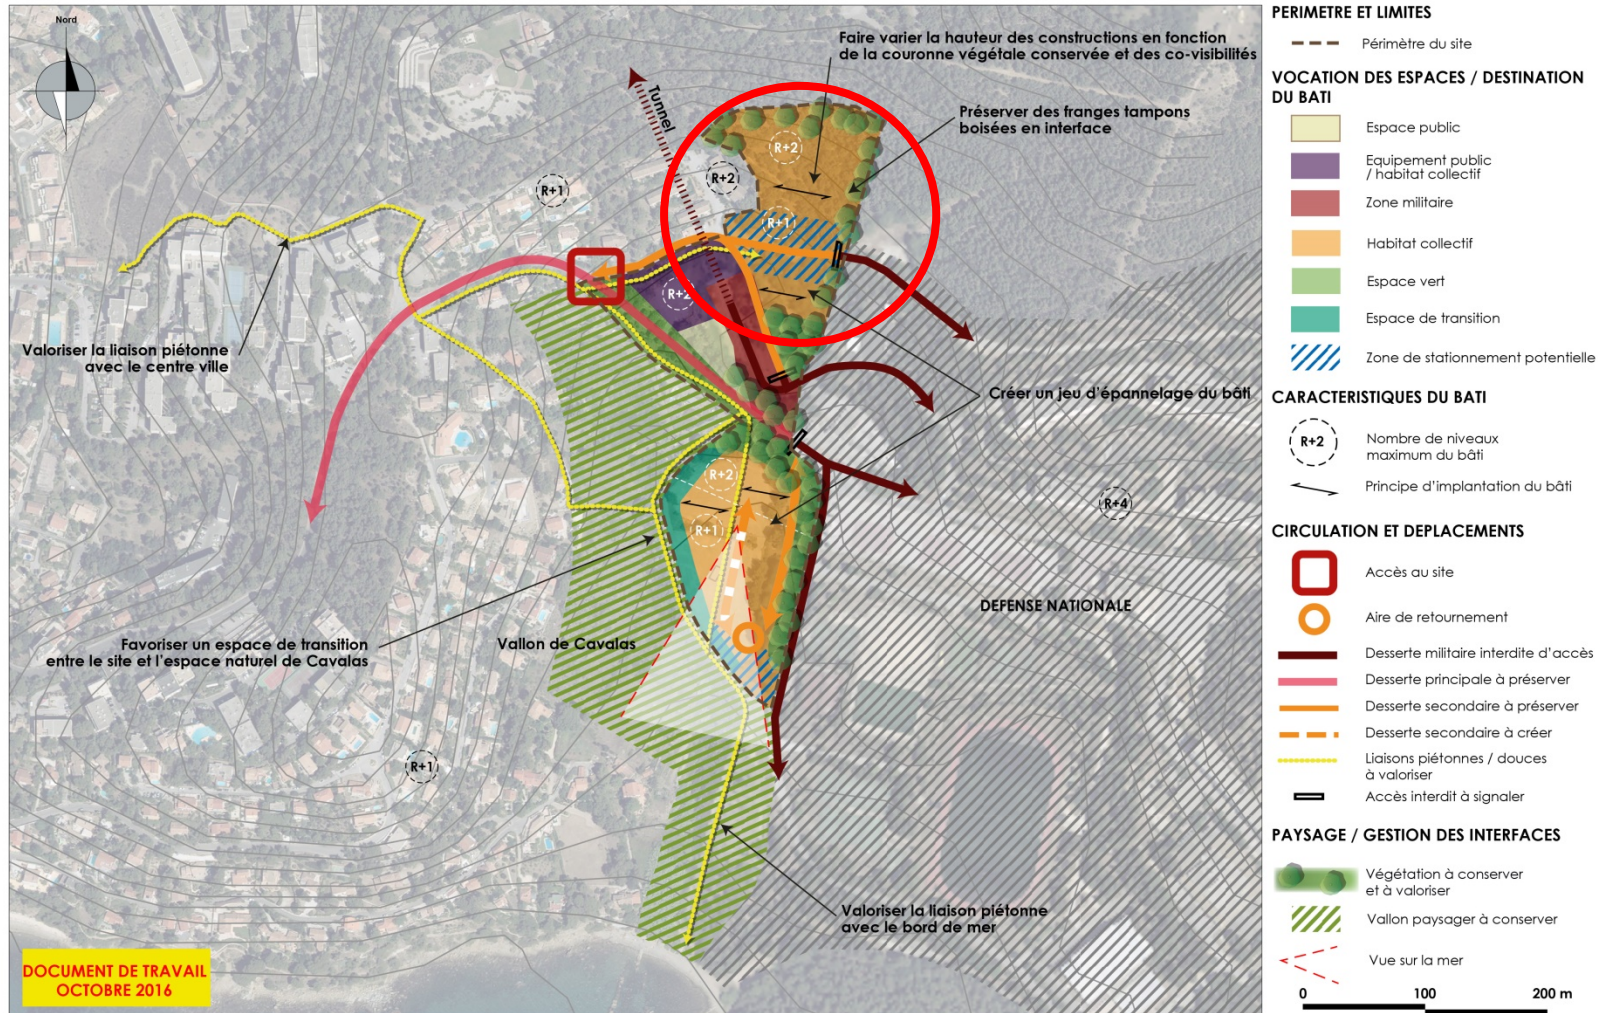 Nord
Faire varier la hauteur des constructions en fonction
de la couronne végétale conservée et des co-visibilités
Tunnel
Préserver des franges tampons
boisées en interface
R+2
R+2
R+1
R+1
R+2
Valoriser la liaison piétonne
avec le centre ville
Créer un jeu d'épannelage du bâti
R+2
R+1
R+4
DEFENSE NATIONALE
Favoriser un espace de transition
entre le site et l'espace naturel de Cavalas
Vallon de Cavalas
R+1
Valoriser la liaison piétonne
avec le bord de mer
DOCUMENT DE TRAVAIL
OCTOBRE 2016
PERIMETRE ET LIMITES
Périmètre du site
VOCATION DES ESPACES / DESTINATION
DU BATI
Espace public
Equipement public
/ habitat collectif
Zone militaire
Habitat collectif
Espace vert
Espace de transition
Zone de stationnement potentielle
CARACTERISTIQUES DU BATI
R+2
Nombre de niveaux
maximum du bâti
Principe d'implantation du bâti
CIRCULATION ET DEPLACEMENTS
Accès au site
Aire de retournement
Desserte militaire interdite d'accès
Desserte principale à préserver
Desserte secondaire à préserver
Desserte secondaire à créer
Liaisons piétonnes / douces
à valoriser
Accès interdit à signaler
PAYSAGE / GESTION DES INTERFACES
Végétation à conserver
et à valoriser
Vallon paysager à conserver
Vue sur la mer
0 100 200 m